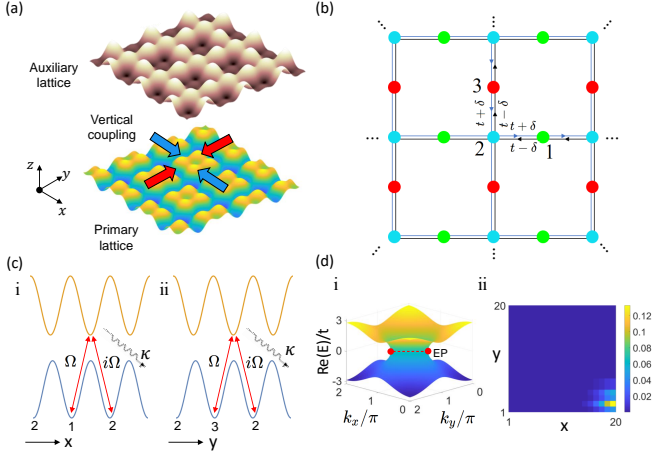 (a)
Auxiliary
lattice
Vertical
coupling
z
y
x
Primary
lattice
(b)
3
t + δ
t − δ
t + δ
2
t − δ
1
(c)
i
ii
Ω
iΩ
κ
Ω
iΩ
κ
2
1
2
2
3
2
x
y
(d)
i
Re(E)/t
3
0
-3
EP
2
1
0
0
1
2
k_x/π
k_y/π
ii
y
1
20
x
0.12
0.10
0.08
0.06
0.04
0.02